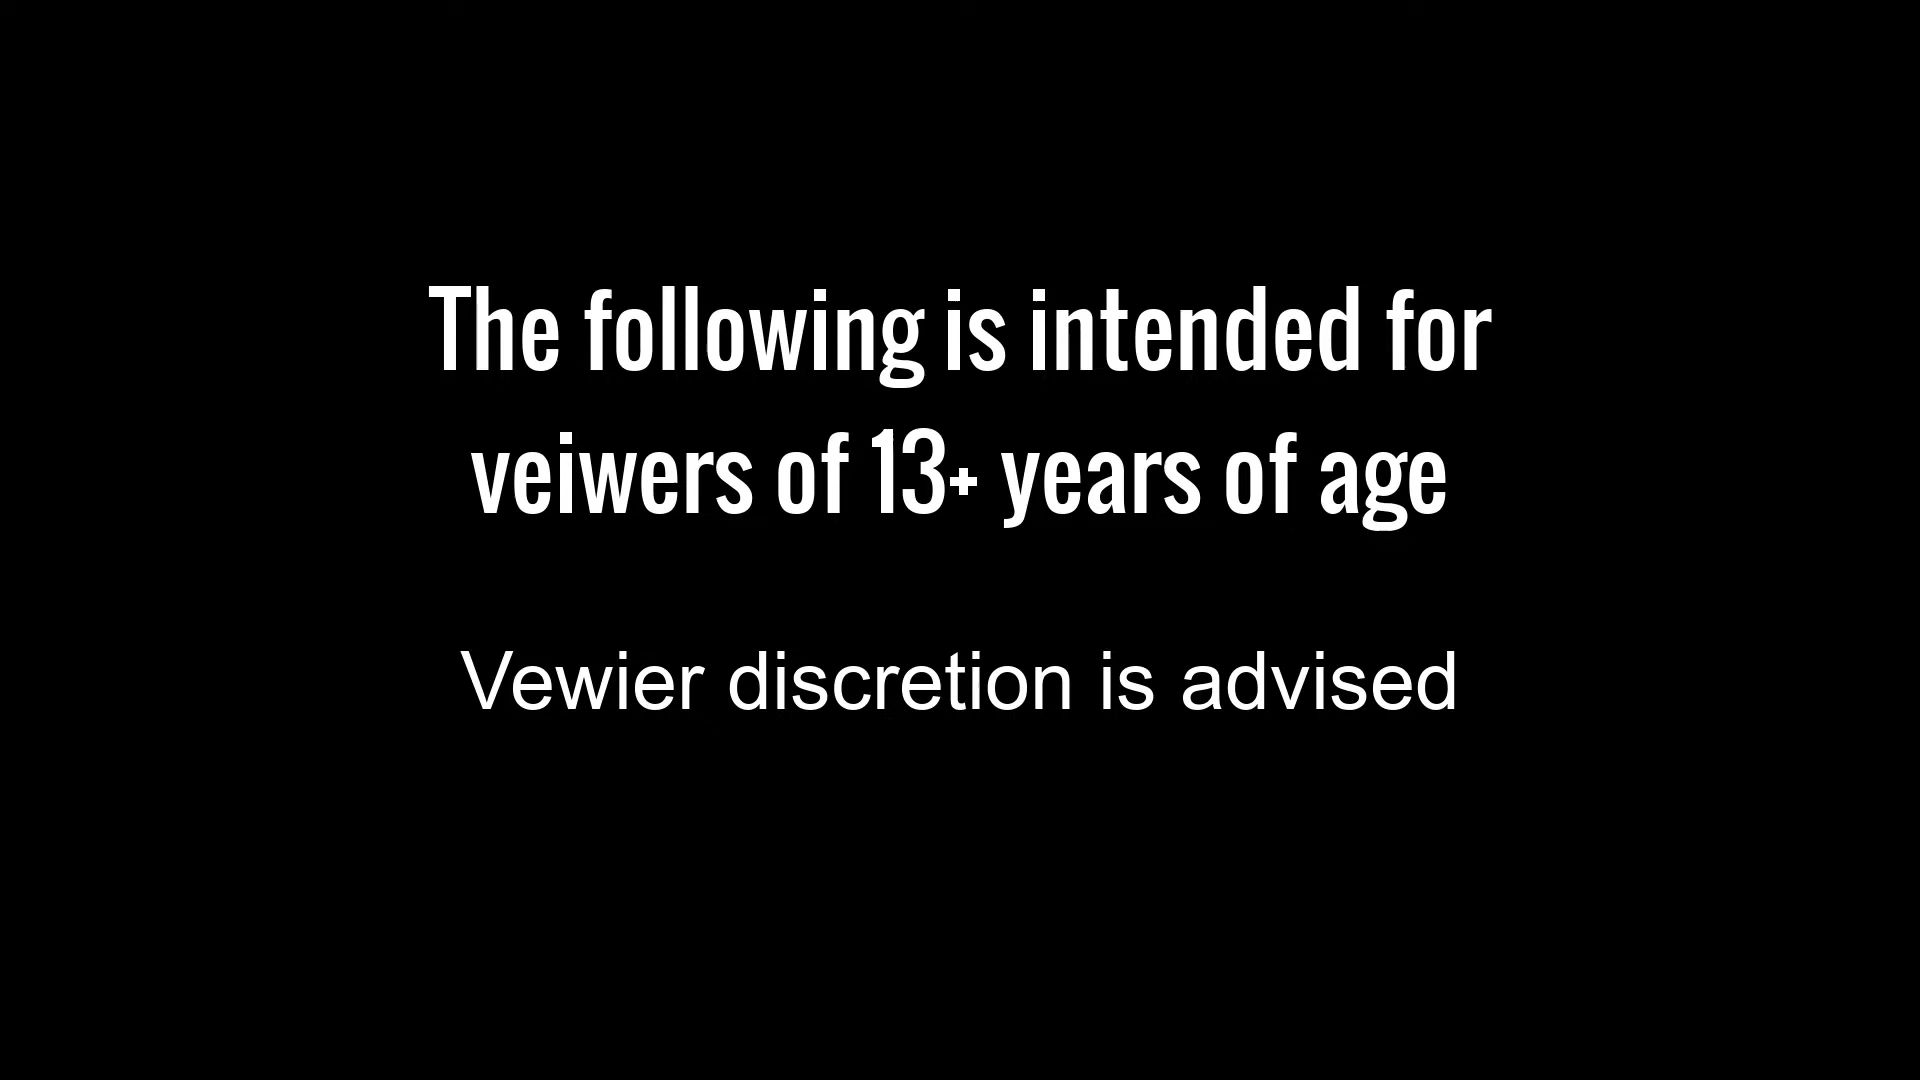 The following is intended for
veiwers of 13+ years of age
Vewier discretion is advised